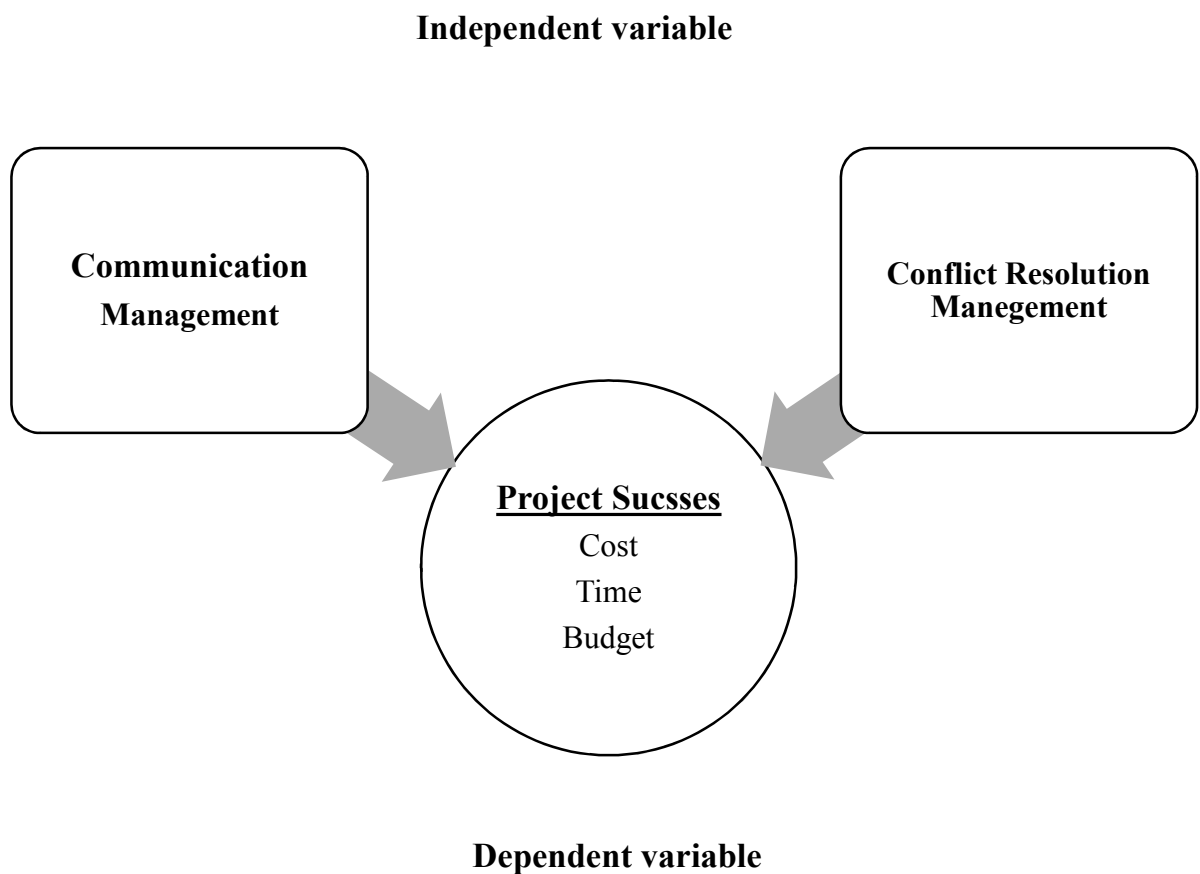 Independent variable
Communication
Management
Conflict Resolution
Manegement
Project Sucsses
Cost
Time
Budget
Dependent variable